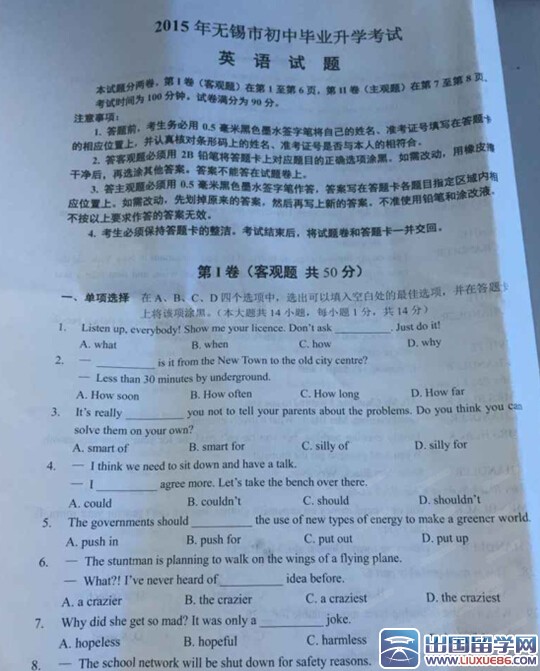 2015 年无锡市初中毕业升学考试
英 语 试 题
本试题分两卷，第 I 卷（客观题）在第 1 至第 6 页，第 II 卷（主观题）在第 7 至第 8 页，
考试时间为 100 分钟，试卷满分为 90 分。
注意事项：
1. 答题前，考生务必用 0.5 毫米黑色墨水签字笔将自己的姓名、准考证号填写在答题卡
的相应位置上，并认真核对条形码上的姓名、准考证号是否与本人的相符合。
2. 答客观题必须用 2B 铅笔将答题卡上对应题目的正确选项涂黑。如需改动，用橡皮擦
干净后，再选涂其他答案。答案不能答在试题卷上。
3. 答主观题必须用 0.5 毫米黑色墨水签字笔作答，答案写在答题卡各题目指定区域内相
应位置上。如需改动，先划掉原来的答案，然后再写上新的答案。不准使用铅笔和涂改液。
不按以上要求作答的答案无效。
4. 考生必须保持答题卡的整洁。考试结束后，将试题卷和答题卡一并交回。
第 I 卷（客观题 共 50 分）
一、单项选择 在 A、B、C、D 四个选项中，选出可以填入空白处的最佳选项，并在答题卡
上将该项涂黑。（本大题共 14 小题，每小题 1 分，共 14 分）
1. Listen up, everybody! Show me your licence. Don't ask ________. Just do it!
A. what B. when C. how D. why
2. — ________ is it from the New Town to the old city centre?
— Less than 30 minutes by underground.
A. How soon B. How often C. How long D. How far
3. It's really ________ you not to tell your parents about the problems. Do you think you can
solve them on your own?
A. smart of B. smart for C. silly of D. silly for
4. — I think we need to sit down and have a talk.
— I ________ agree more. Let's take the bench over there.
A. could B. couldn't C. should D. shouldn't
5. The governments should ________ the use of new types of energy to make a greener world.
A. push in B. push for C. put out D. put up
6. — The stuntman is planning to walk on the wings of a flying plane.
— What?! I've never heard of ________ idea before.
A. a crazier B. the crazier C. a craziest D. the craziest
7. Why did she get so mad? It was only a ________ joke.
A. hopeless B. hopeful C. harmless
8. — The school network will be shut down for safety reasons.
出国留学网
WWW.LIUXUE86.COM